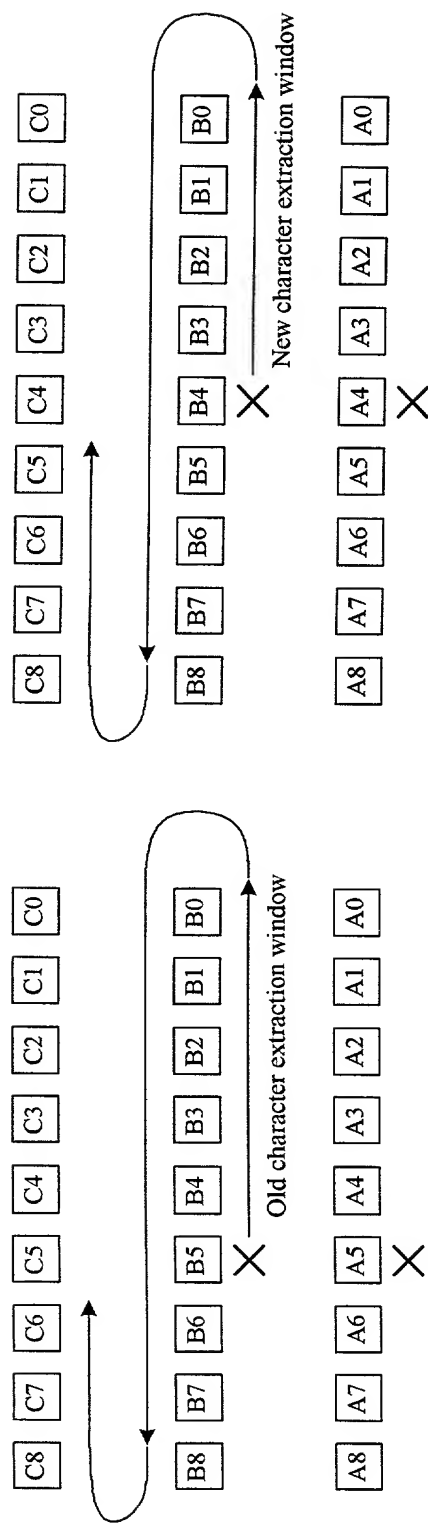 C8 C7 C6 C5 C4 C3 C2 C1 C0 C8 C7 C6 C5 C4 C3 C2 C1 C0
B8 B7 B6 B5 B4 B3 B2 B1 B0 B8 B7 B6 B5 B4 B3 B2 B1 B0
Old character extraction window New character extraction window
A8 A7 A6 A5 A4 A3 A2 A1 A0 A8 A7 A6 A5 A4 A3 A2 A1 A0